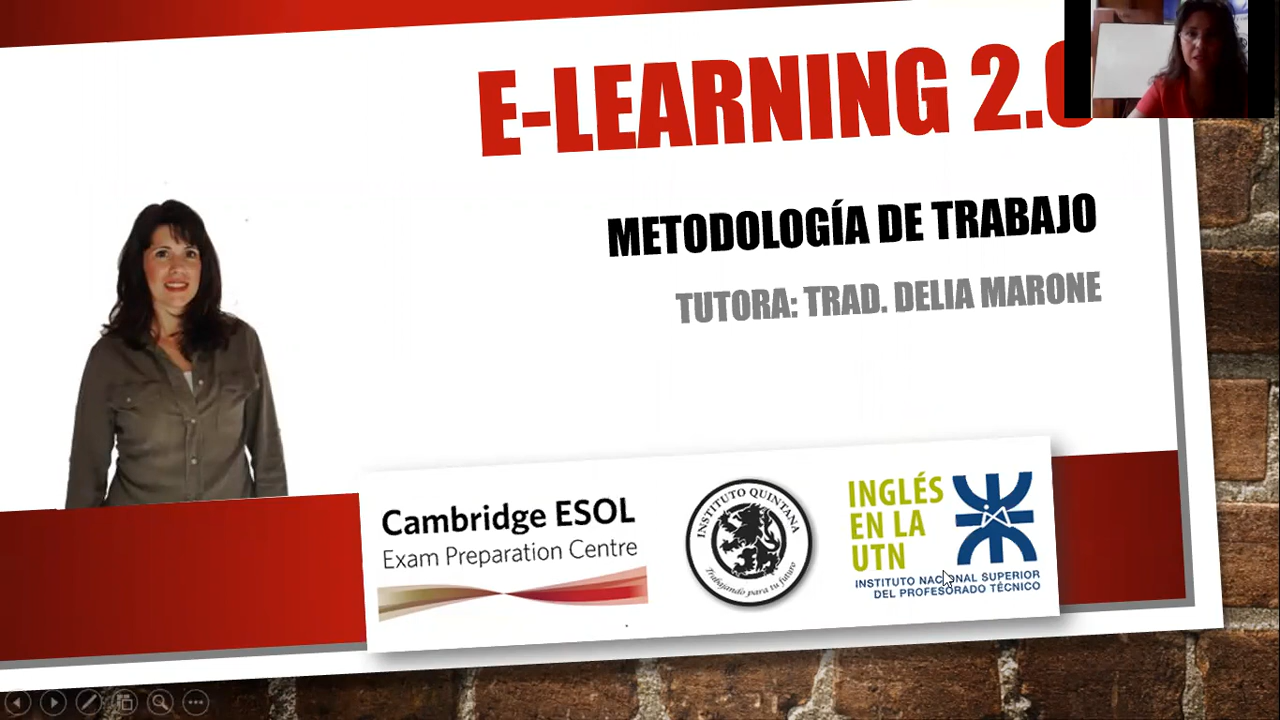 E-LEARNING 2.0
METODOLOGÍA DE TRABAJO
TUTORA: TRAD. DELIA MARONE
Cambridge ESOL
Exam Preparation Centre
INSTITUTO QUINTANA
Trabajando para tu futuro
INGLÉS
EN LA
UTN
INSTITUTO NACIONAL SUPERIOR
DEL PROFESORADO TÉCNICO